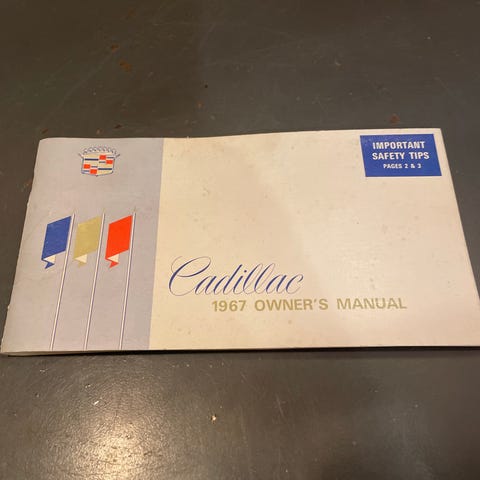 IMPORTANT
SAFETY TIPS
PAGES 2 & 3
Cadillac
1967 OWNER'S MANUAL